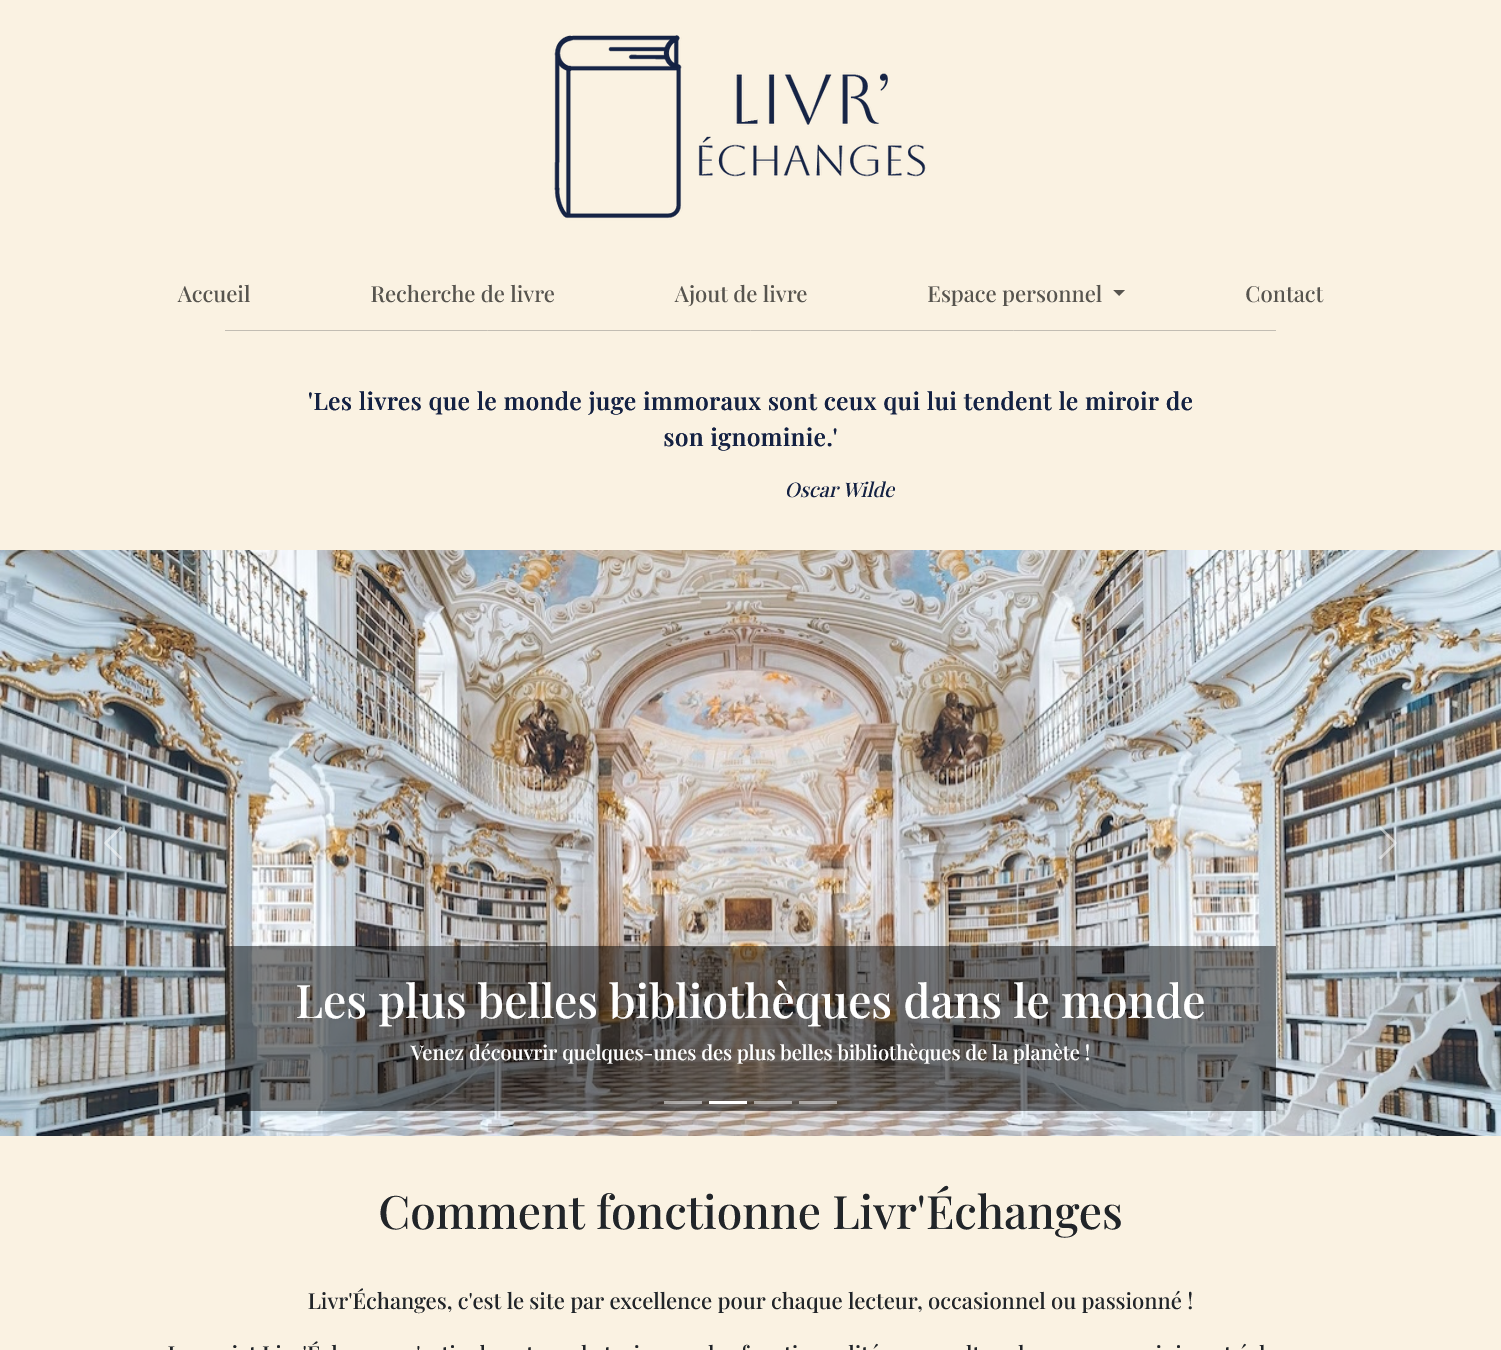 LIVR’
ÉCHANGES
Accueil
Recherche de livre
Ajout de livre
Espace personnel
Contact
'Les livres que le monde juge immoraux sont ceux qui lui tendent le miroir de
son ignominie.'
Oscar Wilde
Les plus belles bibliothèques dans le monde
Venez découvrir quelques-unes des plus belles bibliothèques de la planète !
Comment fonctionne Livr'Échanges
Livr'Échanges, c'est le site par excellence pour chaque lecteur, occasionnel ou passionné !